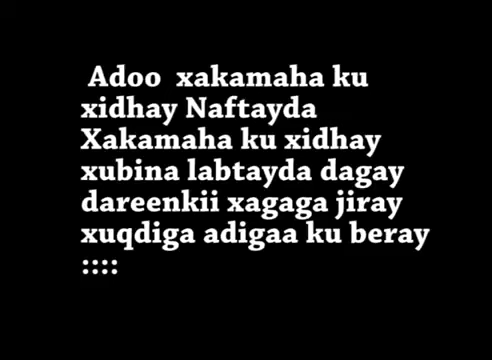 Adoo xakamaha ku
xidhay Naftayda
Xakamaha ku xidhay
xubina labtayda dagay
dareenkii xagaga jiray
xuqdiga adigaa ku beray
::::